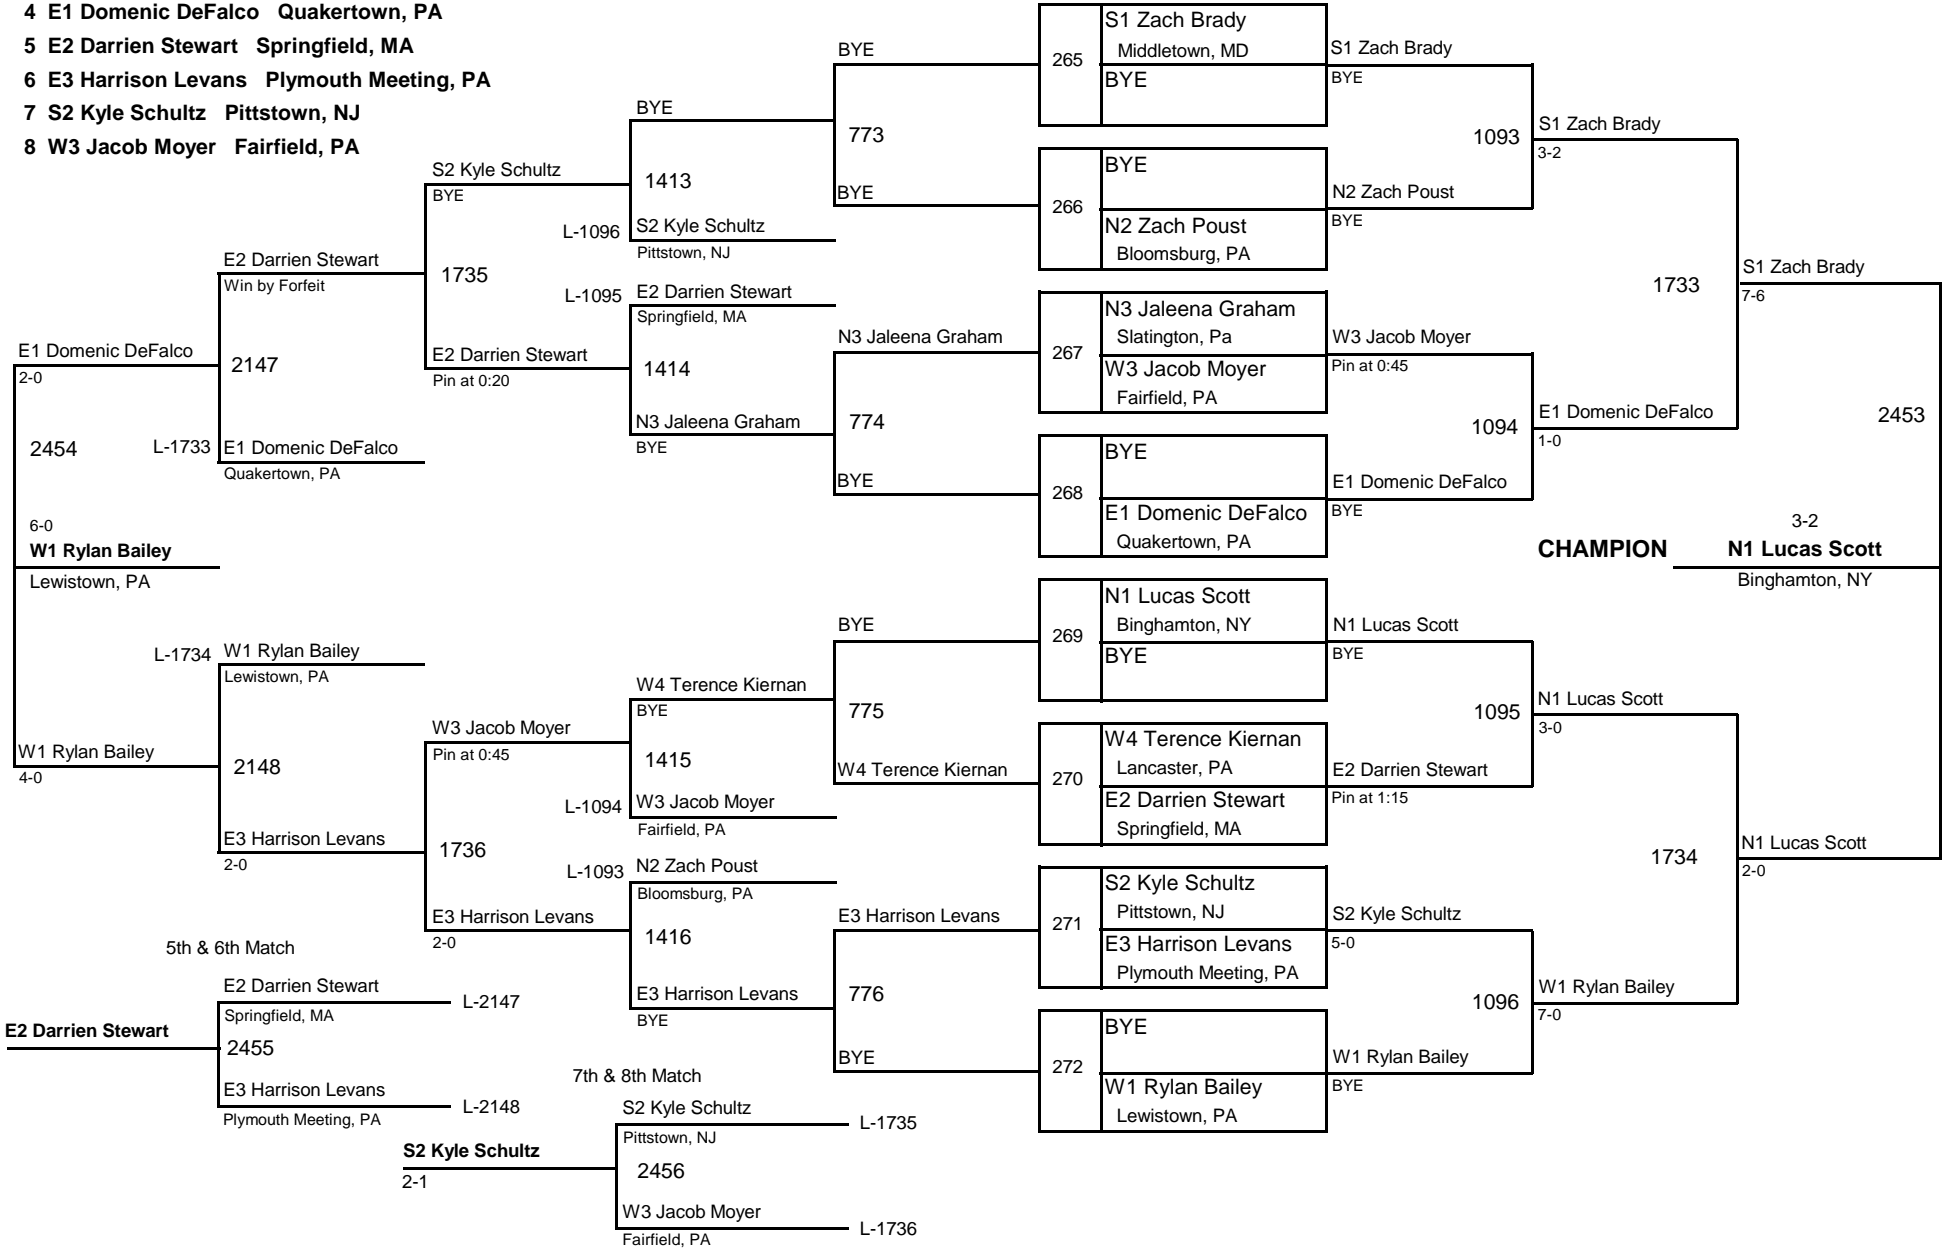 4 E1 Domenic DeFalco Quakertown, PA
5 E2 Darrien Stewart Springfield, MA
6 E3 Harrison Levans Plymouth Meeting, PA
7 S2 Kyle Schultz Pittstown, NJ
8 W3 Jacob Moyer Fairfield, PA
E1 Domenic DeFalco
2-0
2454
6-0
W1 Rylan Bailey
Lewistown, PA
W1 Rylan Bailey
4-0
E2 Darrien Stewart
Win by Forfeit
2147
L-1733
E1 Domenic DeFalco
Quakertown, PA
L-1734
W1 Rylan Bailey
Lewistown, PA
2148
E3 Harrison Levans
2-0
S2 Kyle Schultz
BYE
1735
E2 Darrien Stewart
Pin at 0:20
W3 Jacob Moyer
Pin at 0:45
1736
E3 Harrison Levans
2-0
BYE
1413
L-1096
S2 Kyle Schultz
Pittstown, NJ
L-1095
E2 Darrien Stewart
Springfield, MA
1414
N3 Jaleena Graham
BYE
W4 Terence Kiernan
BYE
1415
L-1094
W3 Jacob Moyer
Fairfield, PA
L-1093
N2 Zach Poust
Bloomsburg, PA
1416
E3 Harrison Levans
BYE
BYE
773
BYE
N3 Jaleena Graham
774
BYE
BYE
775
W4 Terence Kiernan
E3 Harrison Levans
776
BYE
265
S1 Zach Brady
Middletown, MD
BYE
266
BYE
N2 Zach Poust
Bloomsburg, PA
267
N3 Jaleena Graham
Slatington, Pa
W3 Jacob Moyer
Fairfield, PA
268
BYE
E1 Domenic DeFalco
Quakertown, PA
269
N1 Lucas Scott
Binghamton, NY
BYE
270
W4 Terence Kiernan
Lancaster, PA
E2 Darrien Stewart
Springfield, MA
271
S2 Kyle Schultz
Pittstown, NJ
E3 Harrison Levans
Plymouth Meeting, PA
272
BYE
W1 Rylan Bailey
Lewistown, PA
S1 Zach Brady
BYE
1093
N2 Zach Poust
BYE
W3 Jacob Moyer
Pin at 0:45
1094
E1 Domenic DeFalco
BYE
N1 Lucas Scott
BYE
1095
E2 Darrien Stewart
Pin at 1:15
S2 Kyle Schultz
5-0
1096
W1 Rylan Bailey
BYE
S1 Zach Brady
3-2
1733
E1 Domenic DeFalco
1-0
N1 Lucas Scott
3-0
1734
W1 Rylan Bailey
7-0
S1 Zach Brady
7-6
2453
3-2
CHAMPION N1 Lucas Scott
Binghamton, NY
N1 Lucas Scott
2-0
5th & 6th Match
E2 Darrien Stewart
L-2147
Springfield, MA
E2 Darrien Stewart
2455
E3 Harrison Levans
L-2148
Plymouth Meeting, PA
7th & 8th Match
S2 Kyle Schultz
L-1735
Pittstown, NJ
S2 Kyle Schultz
2-1
2456
W3 Jacob Moyer
L-1736
Fairfield, PA